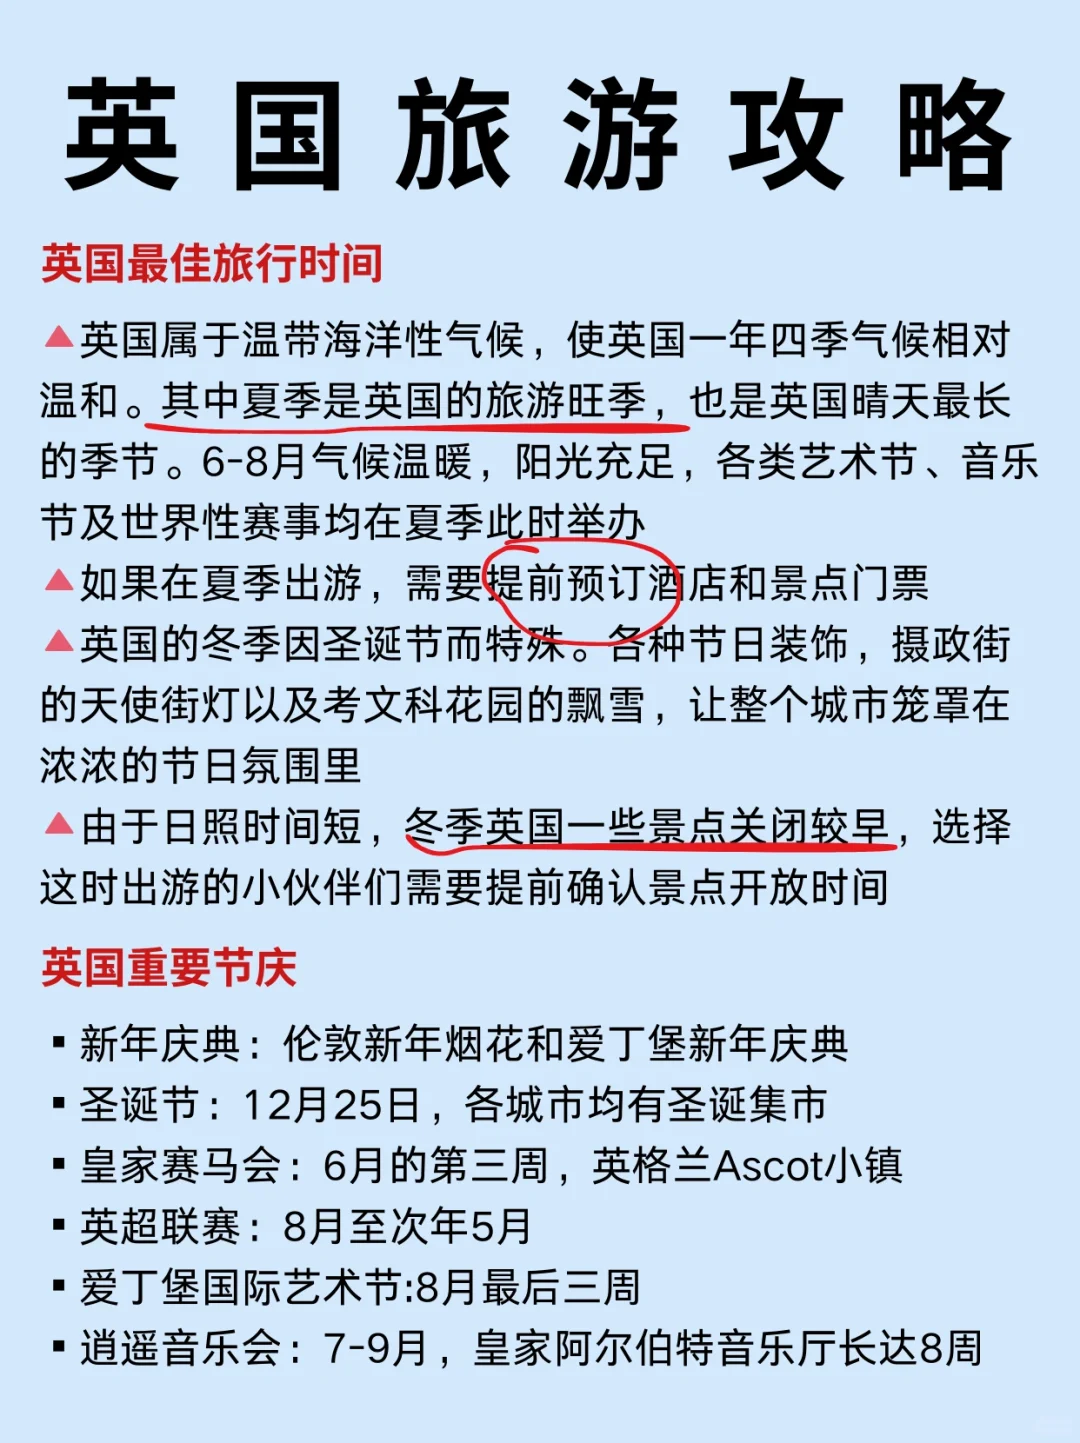 英国旅游攻略
英国最佳旅行时间
🔺英国属于温带海洋性气候，使英国一年四季气候相对
温和。其中夏季是英国的旅游旺季，也是英国晴天最长
的季节。6-8月气候温暖，阳光充足，各类艺术节、音乐
节及世界性赛事均在夏季此时举办
🔺如果在夏季出游，需要提前预订酒店和景点门票
🔺英国的冬季因圣诞节而特殊。各种节日装饰，摄政街
的天使街灯以及考文科花园的飘雪，让整个城市笼罩在
浓浓的节日氛围里
🔺由于日照时间短，冬季英国一些景点关闭较早，选择
这时出游的小伙伴们需要提前确认景点开放时间
英国重要节庆
▪新年庆典：伦敦新年烟花和爱丁堡新年庆典
▪圣诞节：12月25日，各城市均有圣诞集市
▪皇家赛马会：6月的第三周，英格兰Ascot小镇
▪英超联赛：8月至次年5月
▪爱丁堡国际艺术节:8月最后三周
▪逍遥音乐会：7-9月，皇家阿尔伯特音乐厅长达8周